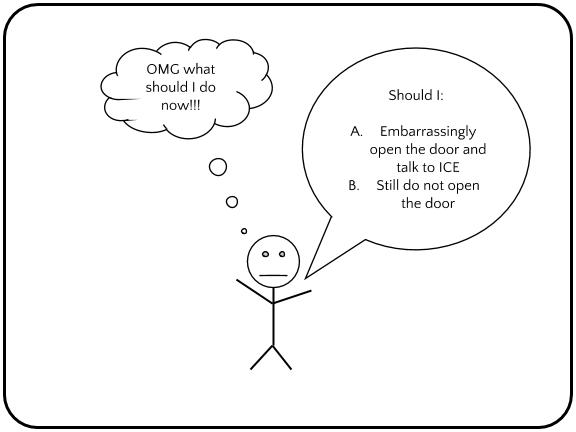 OMG what
should I do
now!!!
Should I:
A. Embarrassingly
open the door and
talk to ICE
B. Still do not open
the door